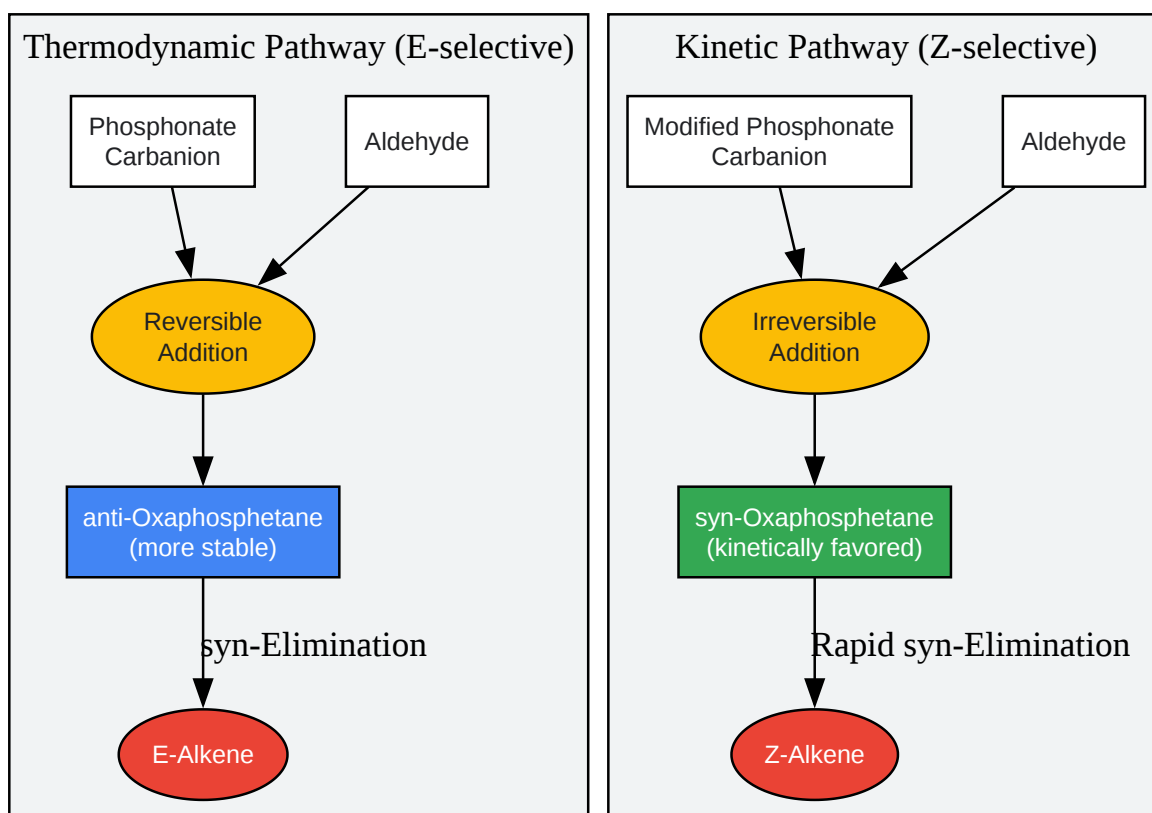 Thermodynamic Pathway (E-selective)
Phosphonate
Carbanion
Aldehyde
Reversible
Addition
anti-Oxaphosphetane
(more stable)
syn-Elimination
E-Alkene
Kinetic Pathway (Z-selective)
Modified Phosphonate
Carbanion
Aldehyde
Irreversible
Addition
syn-Oxaphosphetane
(kinetically favored)
Rapid syn-Elimination
Z-Alkene